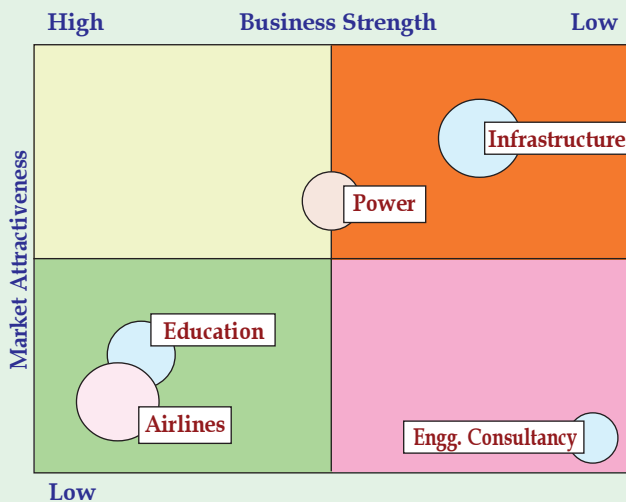 High Business Strength Low
Infrastructure
Power
Market Attractiveness
Education
Airlines
Engg. Consultancy
Low